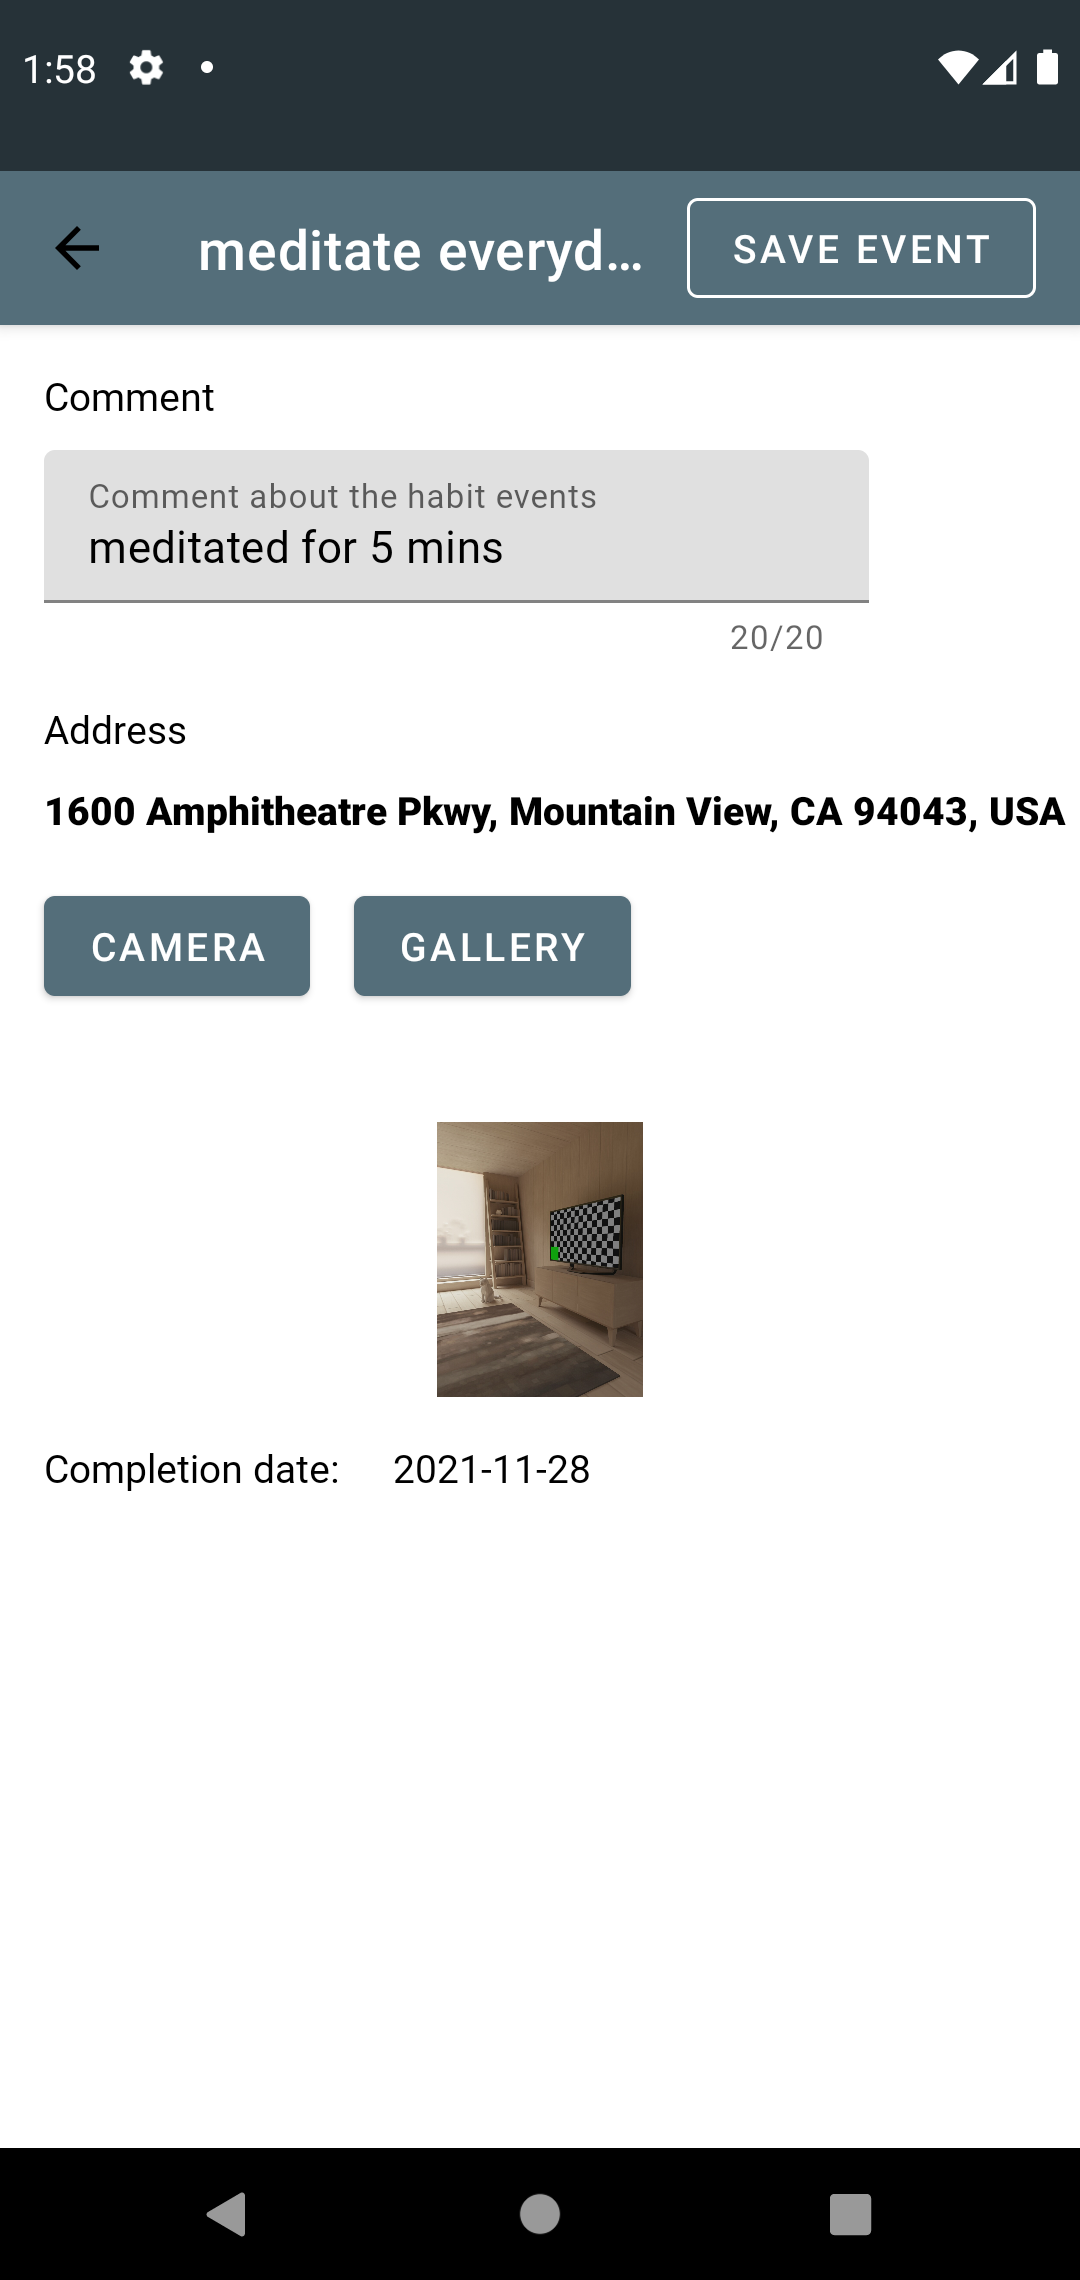 1:58
meditate everyd...
SAVE EVENT
Comment
Comment about the habit events
meditated for 5 mins
20/20
Address
1600 Amphitheatre Pkwy, Mountain View, CA 94043, USA
CAMERA
GALLERY
Completion date: 2021-11-28